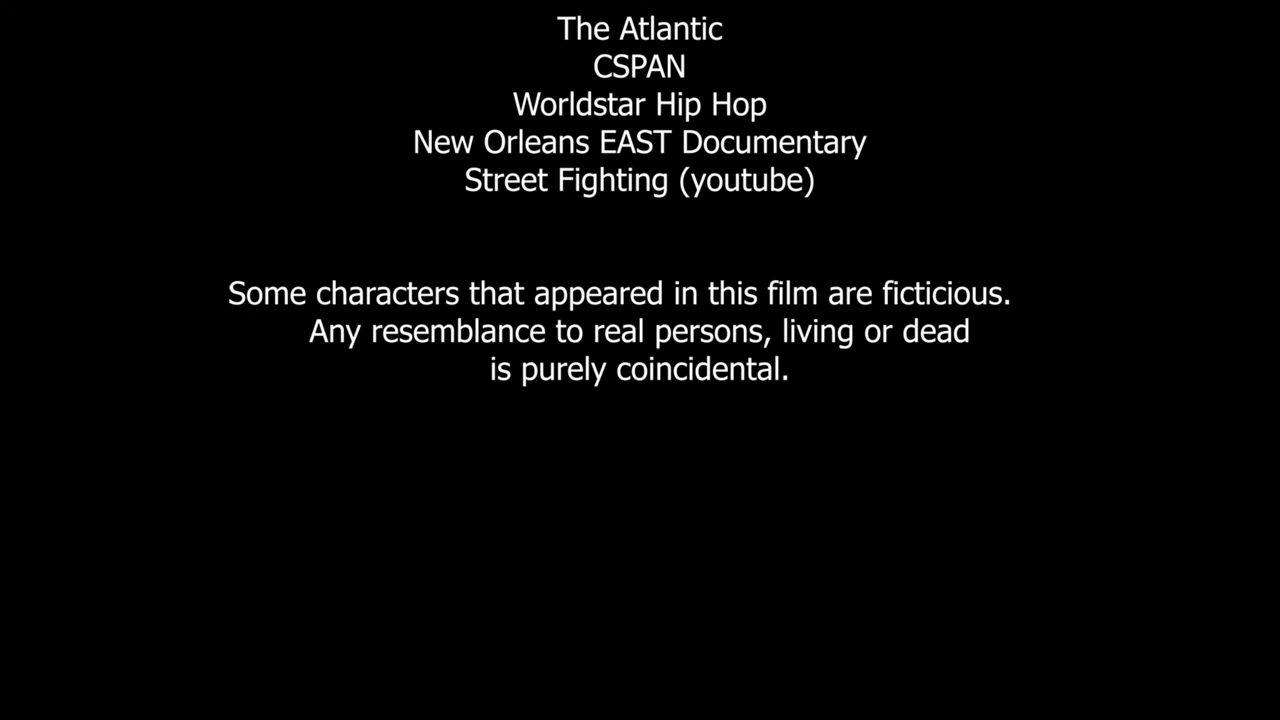 The Atlantic
CSPAN
Worldstar Hip Hop
New Orleans EAST Documentary
Street Fighting (youtube)
Some characters that appeared in this film are ficticious.
Any resemblance to real persons, living or dead
is purely coincidental.